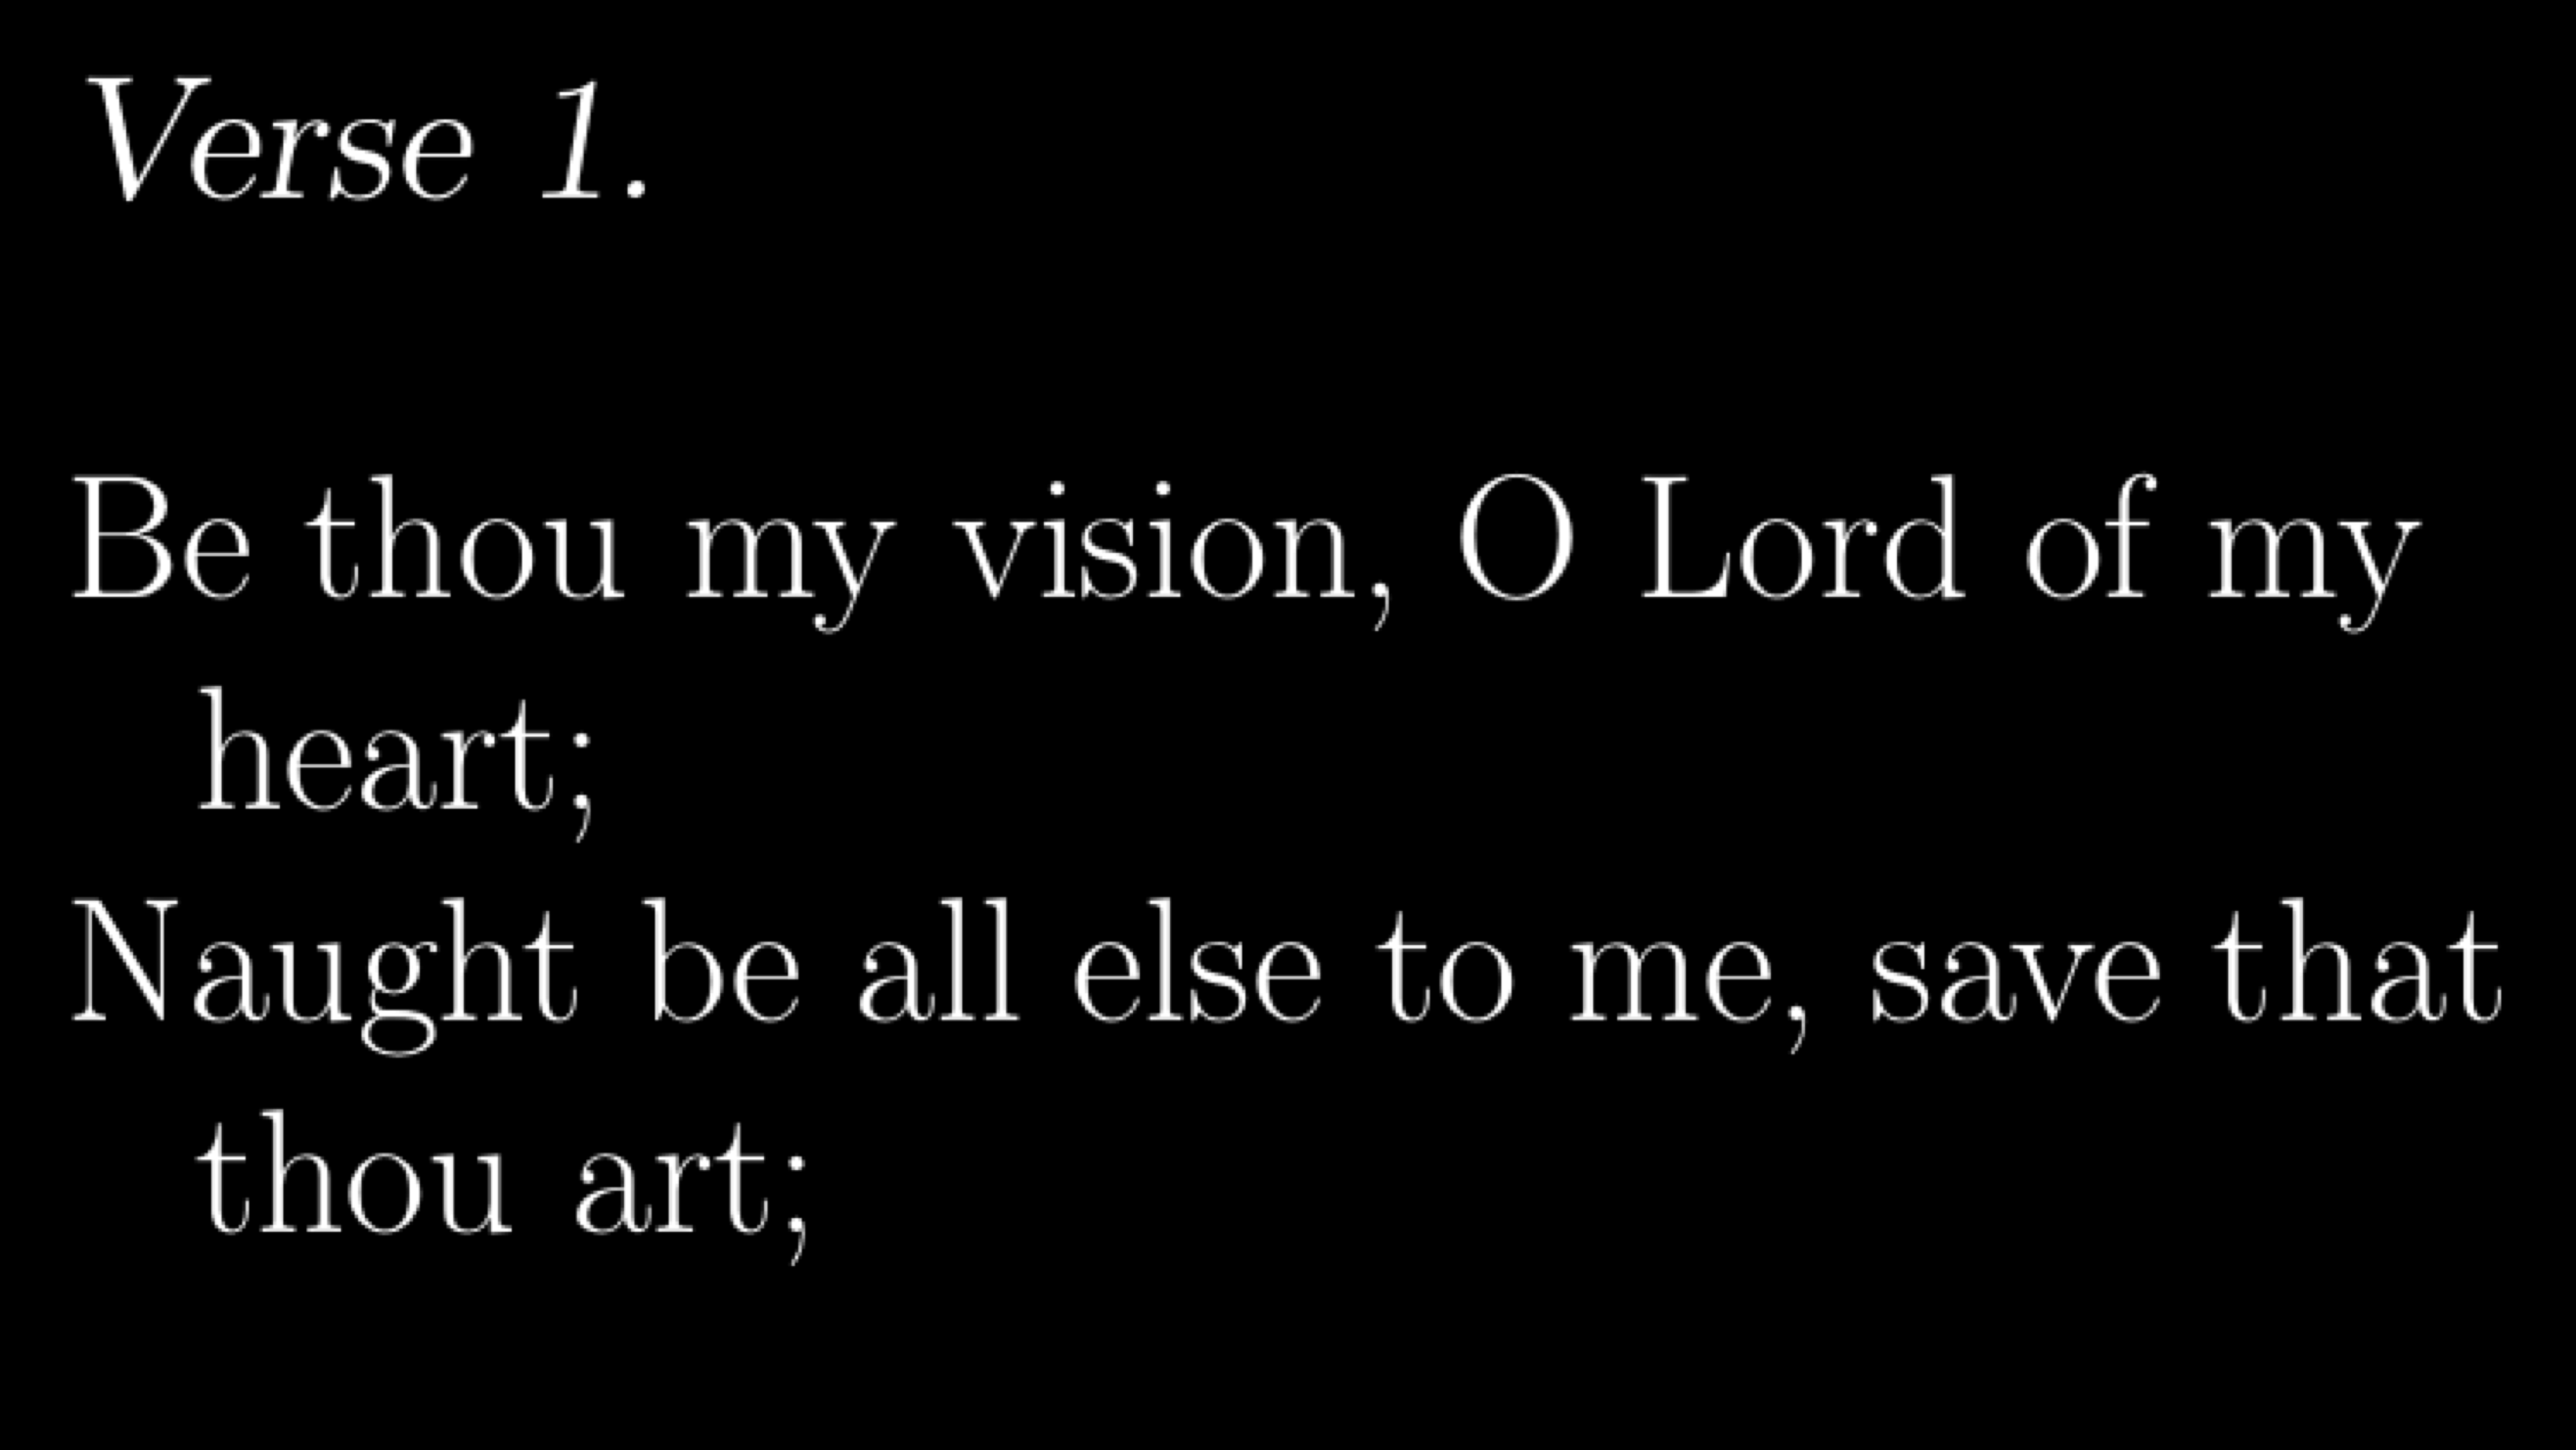 Verse 1.
Be thou my vision, O Lord of my
heart;
Naught be all else to me, save that
thou art;